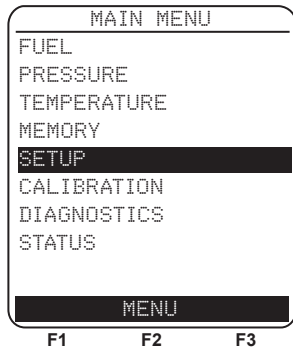 MAIN MENU
FUEL
PRESSURE
TEMPERATURE
MEMORY
SETUP
CALIBRATION
DIAGNOSTICS
STATUS
MENU
F1 F2 F3